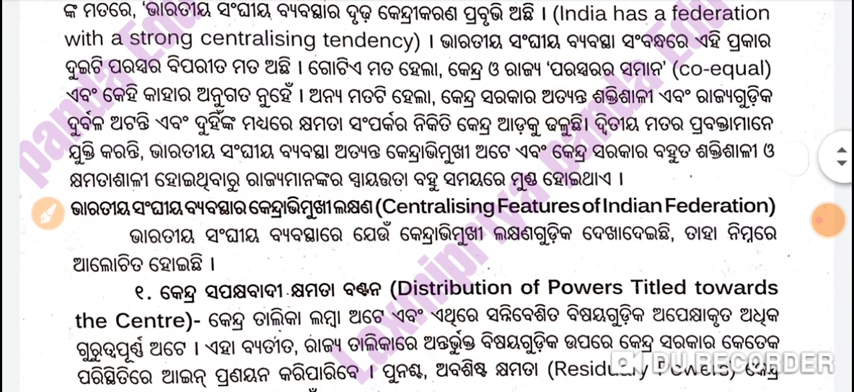 ଙ୍କ ମତରେ, 'ଭାରତୀୟ ସଂଘୀୟ ବ୍ୟବସ୍ଥାର ଦୃଢ଼ କେନ୍ଦ୍ରୀକରଣ ପ୍ରବୃତ୍ତି ଅଛି । (India has a federation
with a strong centralising tendency) । ଭାରତୀୟ ସଂଘୀୟ ବ୍ୟବସ୍ଥା ସଂବନ୍ଧରେ ଏହି ପ୍ରକାର
ଦୁଇଟି ପରସ୍ପର ବିପରୀତ ମତ ଅଛି । ଗୋଟିଏ ମତ ହେଲା, କେନ୍ଦ୍ର ଓ ରାଜ୍ୟ 'ପରସ୍ପରର ସମାନ' (co-equal)
ଏବଂ କେହି କାହାର ଅନୁଗତ ନୁହେଁ । ଅନ୍ୟ ମତଟି ହେଲା, କେନ୍ଦ୍ର ସରକାର ଅତ୍ୟନ୍ତ ଶକ୍ତିଶାଳୀ ଏବଂ ରାଜ୍ୟଗୁଡ଼ିକ
ଦୁର୍ବଳ ଅଟନ୍ତି ଏବଂ ଦୁହିଁଙ୍କ ମଧ୍ୟରେ କ୍ଷମତା ସଂପର୍କର ନିକିତି କେନ୍ଦ୍ର ଆଡ଼କୁ ଢଳୁଛି। ଦ୍ୱିତୀୟ ମତର ପ୍ରବକ୍ତାମାନେ
ଯୁକ୍ତି କରନ୍ତି, ଭାରତୀୟ ସଂଘୀୟ ବ୍ୟବସ୍ଥା ଅତ୍ୟନ୍ତ କେନ୍ଦ୍ରାଭିମୁଖୀ ଅଟେ ଏବଂ କେନ୍ଦ୍ର ସରକାର ବହୁତ ଶକ୍ତିଶାଳୀ ଓ
କ୍ଷମତାଶାଳୀ ହୋଇଥିବାରୁ ରାଜ୍ୟମାନଙ୍କର ସ୍ୱାୟତ୍ତତା ବହୁ ସମୟରେ କ୍ଷୁଣ୍ଣ ହୋଇଥାଏ ।
ଭାରତୀୟ ସଂଘୀୟ ବ୍ୟବସ୍ଥାର କେନ୍ଦ୍ରାଭିମୁଖୀ ଲକ୍ଷଣ (Centralising Features of Indian Federation)
ଭାରତୀୟ ସଂଘୀୟ ବ୍ୟବସ୍ଥାରେ ଯେଉଁ କେନ୍ଦ୍ରାଭିମୁଖୀ ଲକ୍ଷଣଗୁଡ଼ିକ ଦେଖାଦେଇଛି, ତାହା ନିମ୍ନରେ
ଆଲୋଚିତ ହୋଇଛି ।
୧. କେନ୍ଦ୍ର ସପକ୍ଷବାଦୀ କ୍ଷମତା ବଣ୍ଟନ (Distribution of Powers Titled towards
the Centre)- କେନ୍ଦ୍ର ତାଲିକା ଲମ୍ବା ଅଟେ ଏବଂ ଏଥିରେ ସନ୍ନିବେଶିତ ବିଷୟଗୁଡ଼ିକ ଅପେକ୍ଷାକୃତ ଅଧିକ
ଗୁରୁତ୍ୱପୂର୍ଣ୍ଣ ଅଟେ । ଏହା ବ୍ୟତୀତ, ରାଜ୍ୟ ତାଲିକାରେ ଅନ୍ତର୍ଭୁକ୍ତ ବିଷୟଗୁଡ଼ିକ ଉପରେ କେନ୍ଦ୍ର ସରକାର କେତେକ
ପରିସ୍ଥିତିରେ ଆଇନ୍ ପ୍ରଣୟନ କରିପାରିବେ । ପୁନଶ୍ଚ, ଅବଶିଷ୍ଟ କ୍ଷମତା (Residuary Powers) କେନ୍ଦ୍ର
DU RECORDER
Laxmipriya panda